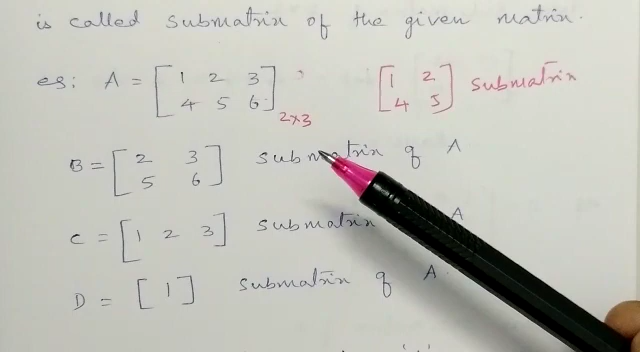 is called submatrix of the given matrix.
eg: A = [ 1 2 3 [ 1 2 ] submatrix
4 5 6 ] 2×3 4 5
B = [ 2 3 submatrix of A
5 6 ]
C = [ 1 2 3 ] submatrix A
D = [ 1 ] submatrix of A.